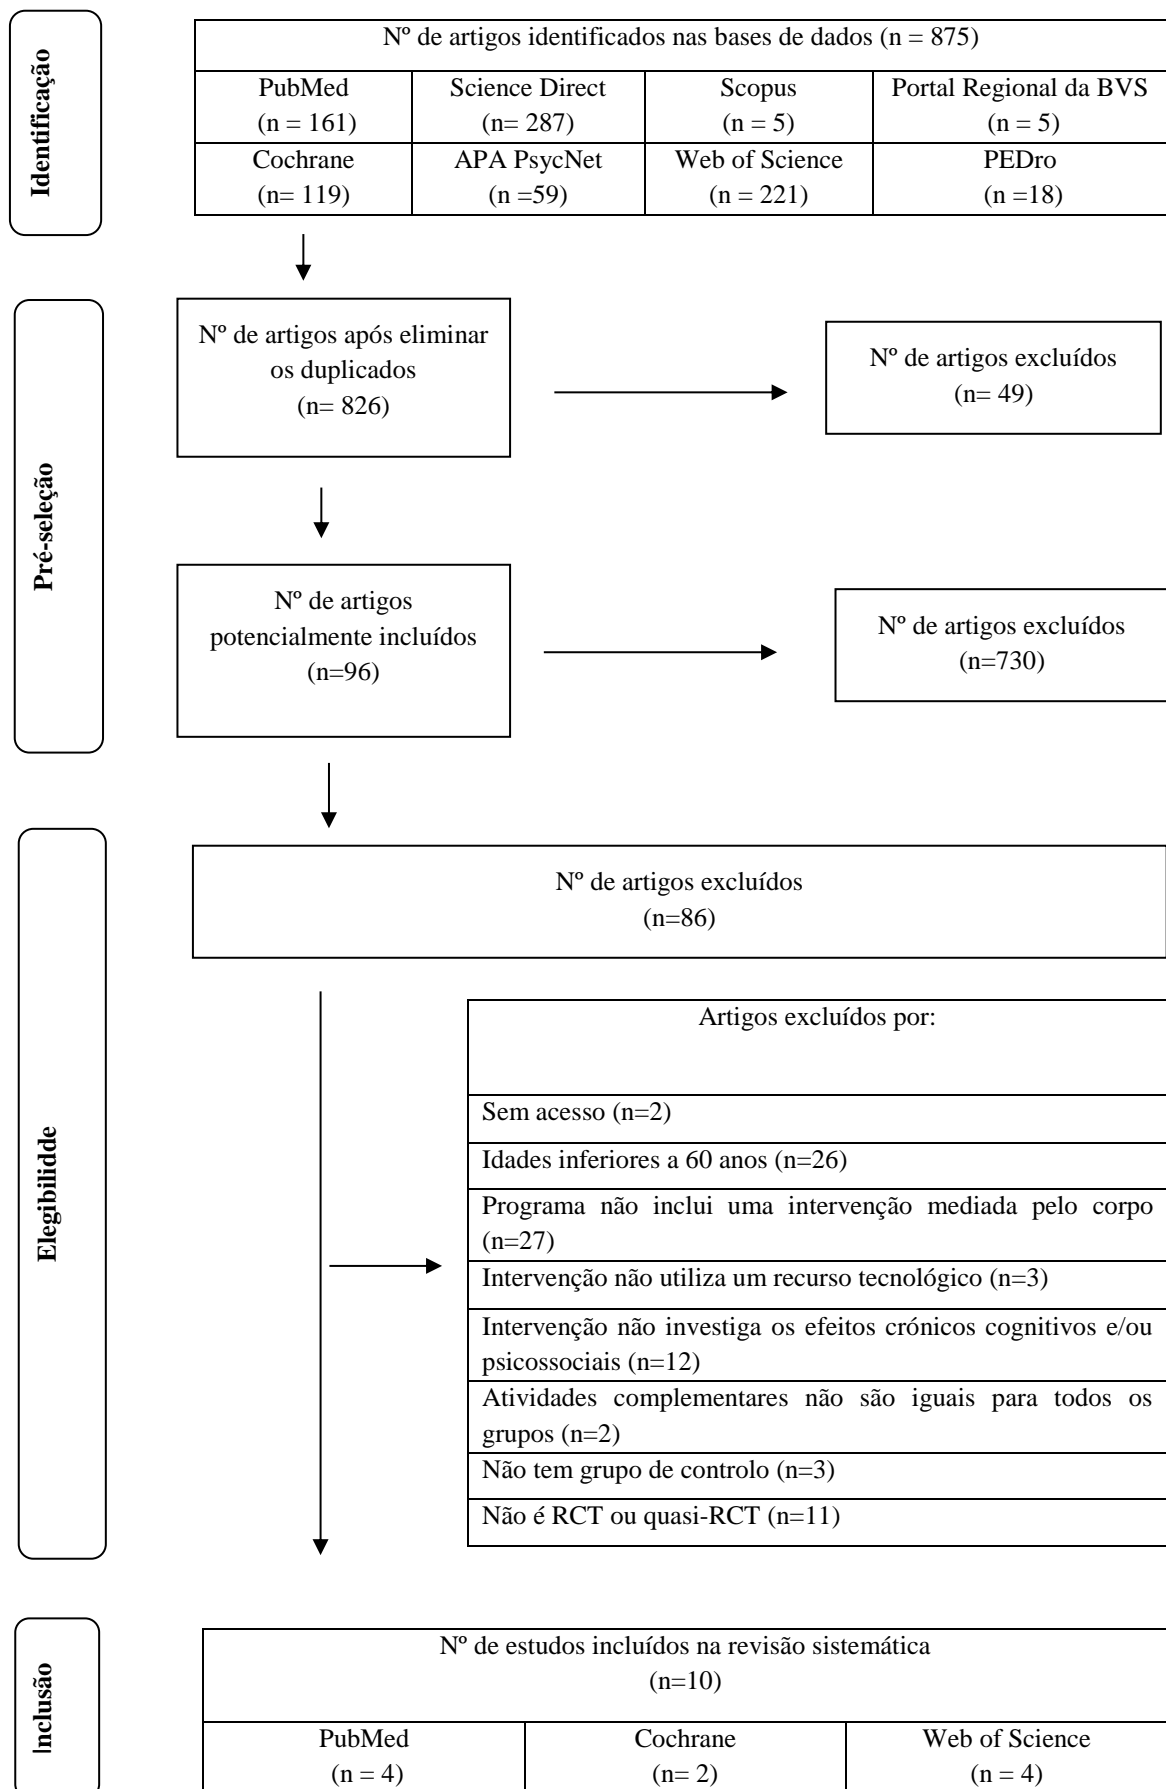 Identificação
Nº de artigos identificados nas bases de dados (n = 875)
PubMed
(n = 161)
Science Direct
(n= 287)
Scopus
(n = 5)
Portal Regional da BVS
(n = 5)
Cochrane
(n= 119)
APA PsycNet
(n =59)
Web of Science
(n = 221)
PEDro
(n =18)
Pré-seleção
Nº de artigos após eliminar
os duplicados
(n= 826)
Nº de artigos excluídos
(n= 49)
Nº de artigos
potencialmente incluídos
(n=96)
Nº de artigos excluídos
(n=730)
Elegibilidde
Nº de artigos excluídos
(n=86)
Artigos excluídos por:
Sem acesso (n=2)
Idades inferiores a 60 anos (n=26)
Programa não inclui uma intervenção mediada pelo corpo
(n=27)
Intervenção não utiliza um recurso tecnológico (n=3)
Intervenção não investiga os efeitos crónicos cognitivos e/ou
psicossociais (n=12)
Atividades complementares não são iguais para todos os
grupos (n=2)
Não tem grupo de controlo (n=3)
Não é RCT ou quasi-RCT (n=11)
Inclusão
Nº de estudos incluídos na revisão sistemática
(n=10)
PubMed
(n = 4)
Cochrane
(n= 2)
Web of Science
(n = 4)